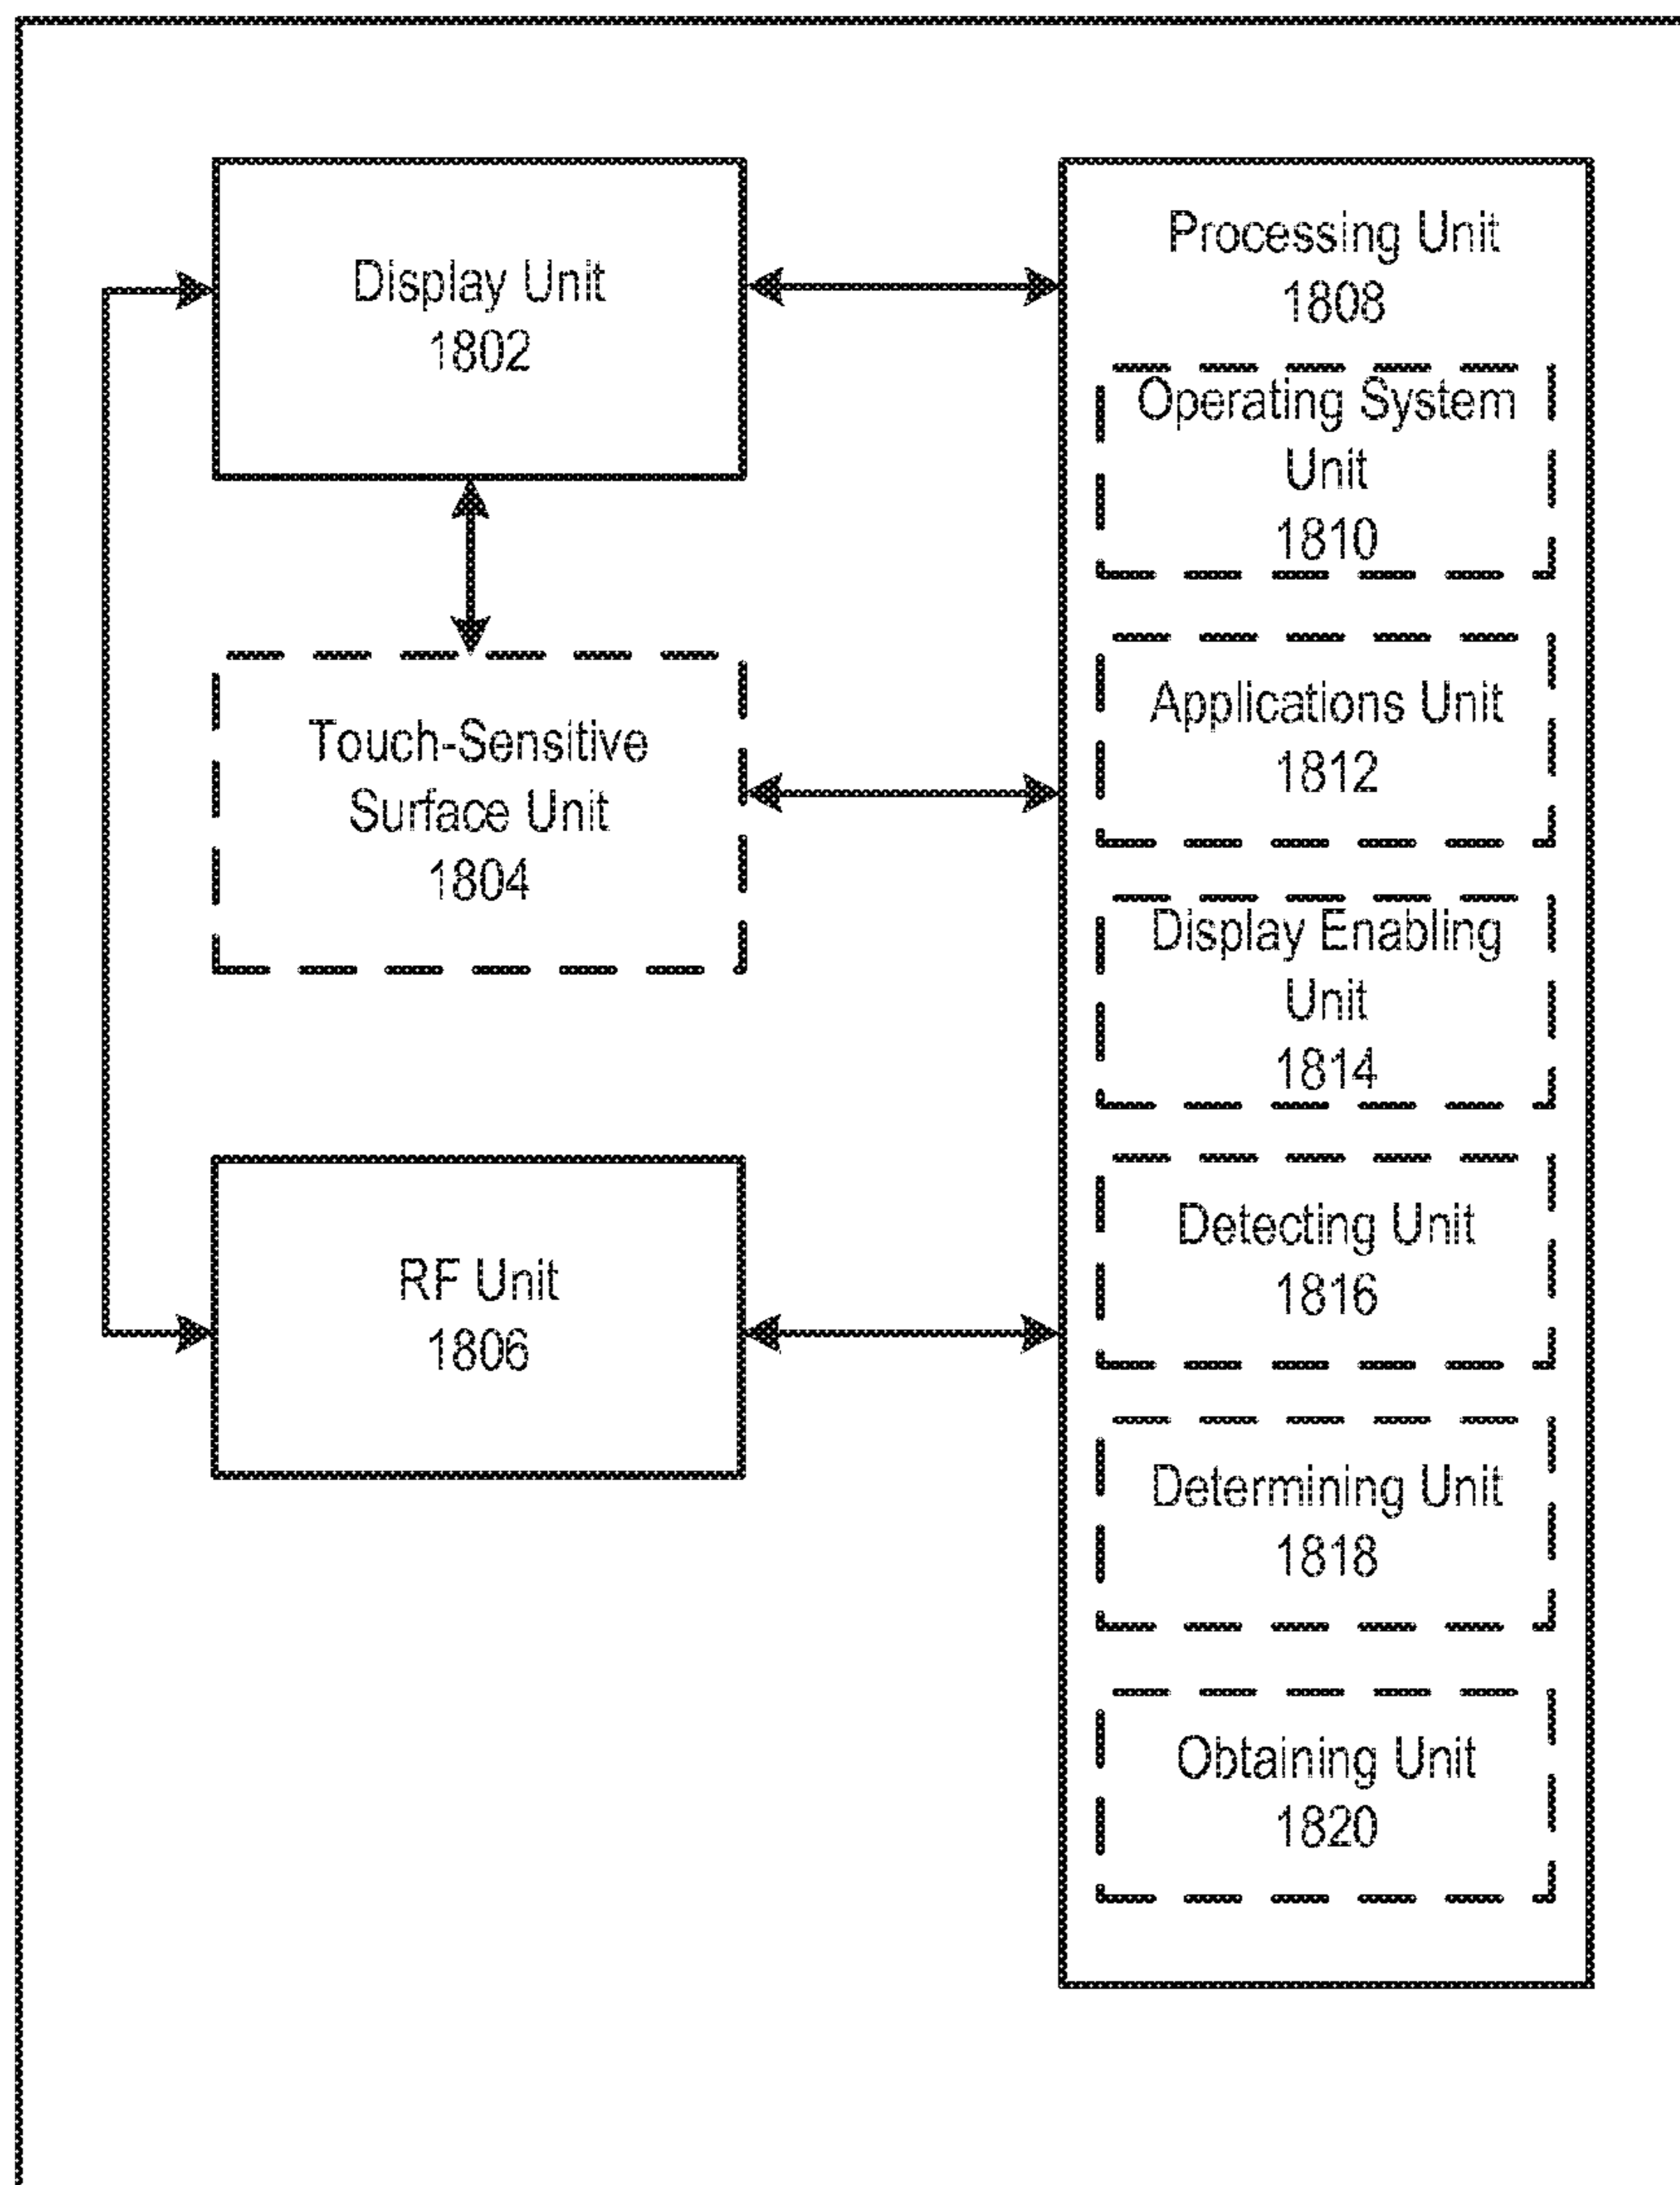 Display Unit
1802
Touch-Sensitive
Surface Unit
1804
RF Unit
1806
Processing Unit
1808
Operating System
Unit
1810
Applications Unit
1812
Display Enabling
Unit
1814
Detecting Unit
1816
Determining Unit
1818
Obtaining Unit
1820